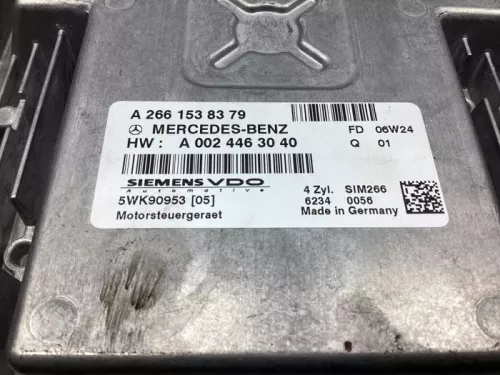 A 266 153 83 79
MERCEDES-BENZ FD 06W24
HW : A 002 446 30 40 Q 01
SIEMENS VDO
Automotive
4 Zyl. SIM266
5WK90953 [05] 6234 0056
Motorsteuergeraet Made in Germany